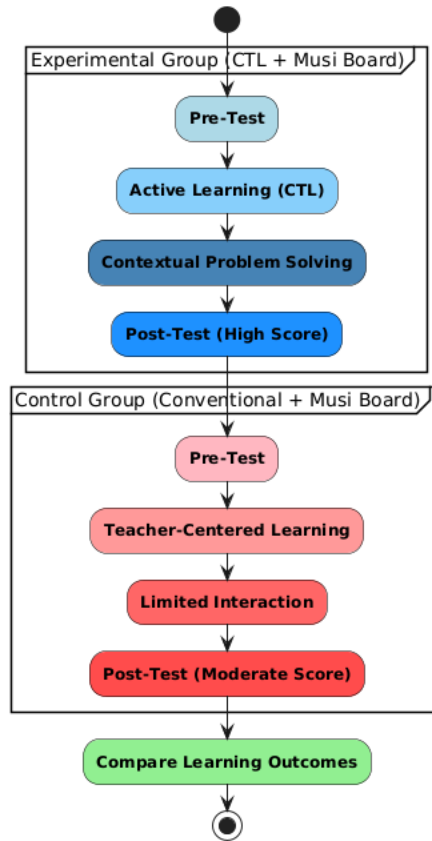 Experimental Group (CTL + Musi Board)
Pre-Test
Active Learning (CTL)
Contextual Problem Solving
Post-Test (High Score)
Control Group (Conventional + Musi Board)
Pre-Test
Teacher-Centered Learning
Limited Interaction
Post-Test (Moderate Score)
Compare Learning Outcomes